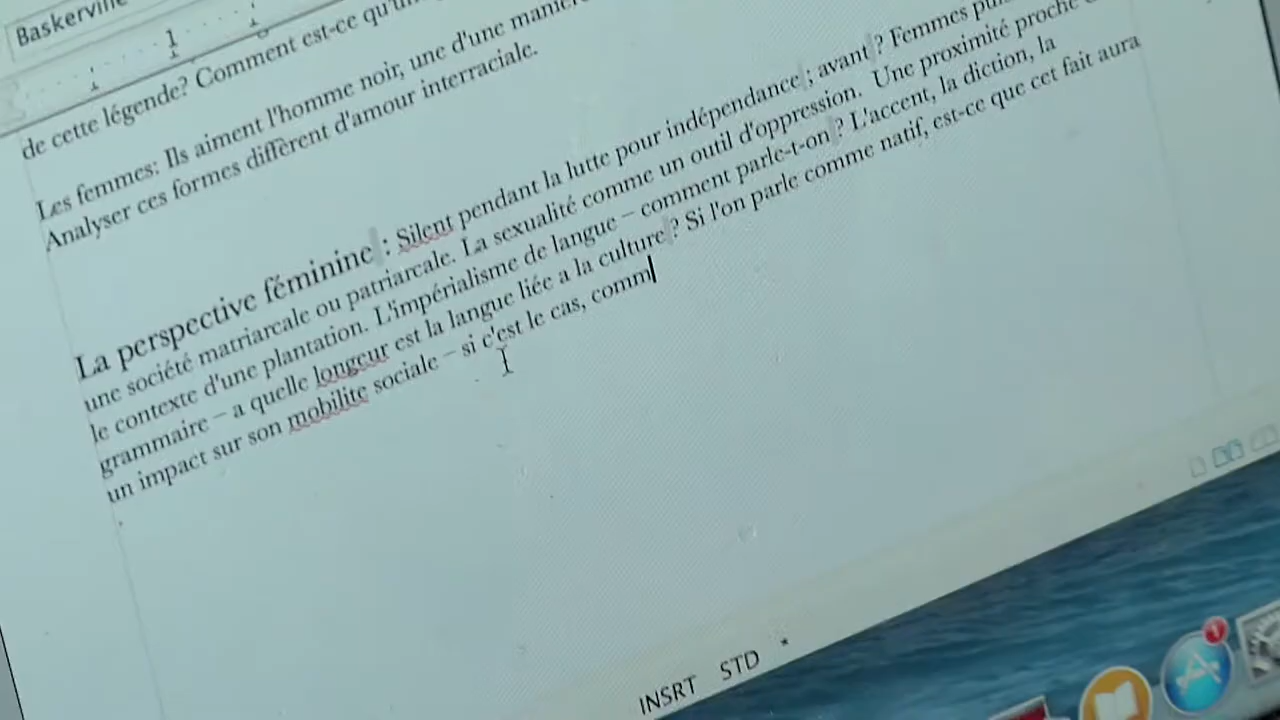 Baskerville
1
de cette légende? Comment est-ce qu'un
Les femmes: Ils aiment l'homme noir, une d'une manière
Analyser ces formes diffèrent d'amour interraciale.
La perspective féminine : Silent pendant la lutte pour indépendance ; avant ? Femmes
une société matriarcale ou patriarcale. La sexualité comme un outil d'oppression. Une proximité proche
le contexte d'une plantation. L'impérialisme de langue – comment parle-t-on ? L'accent, la diction, la
grammaire – a quelle longeur est la langue liée a la culture ? Si l'on parle comme natif, est-ce que cet fait aura
un impact sur son mobilite sociale – si c'est le cas, comm
INSRT STD *
1